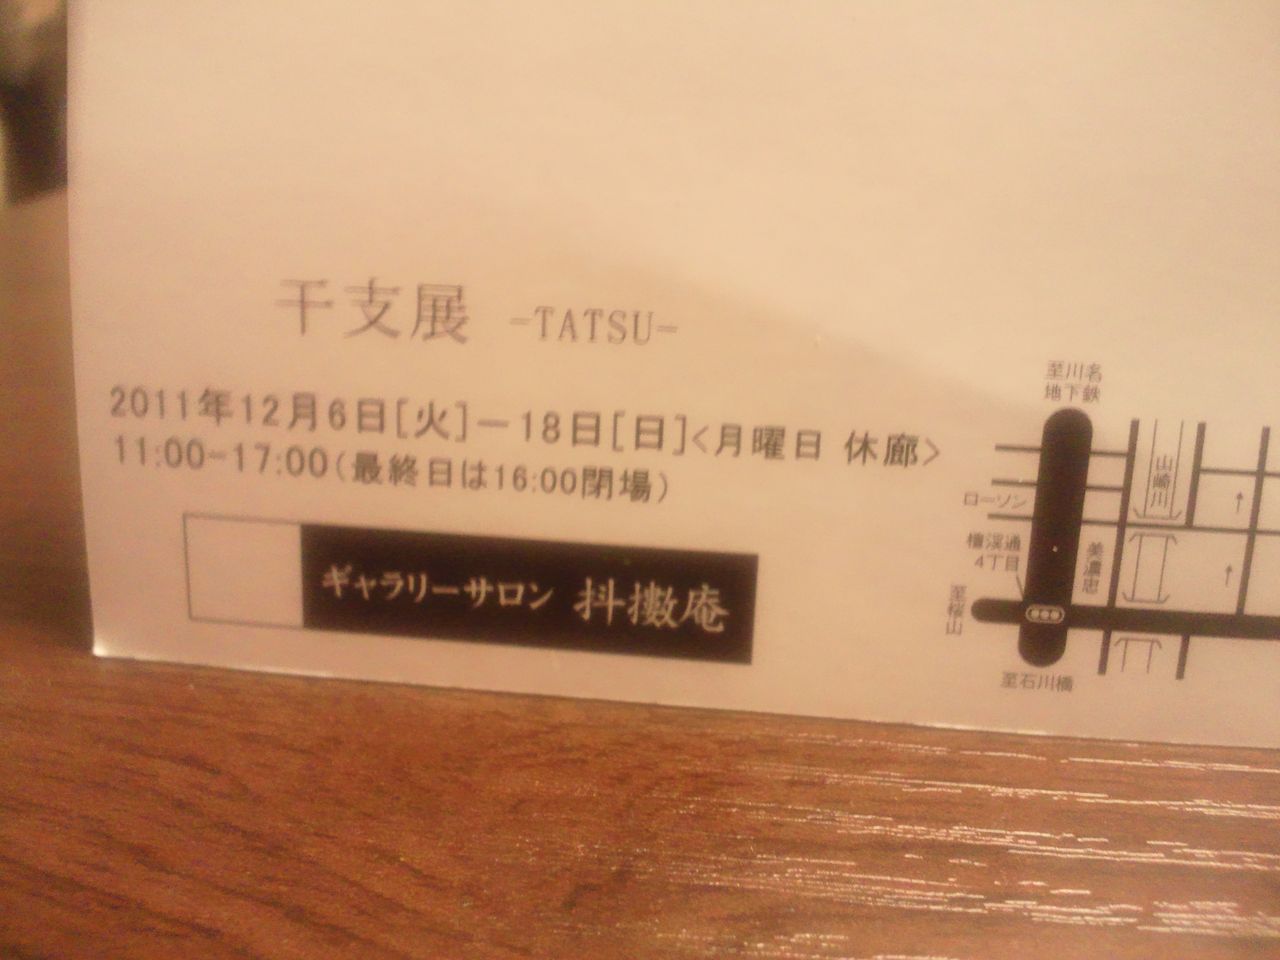 干支展 -TATSU-
2011年12月6日[火]－18日[日]<月曜日 休廊>
11:00-17:00(最終日は16:00閉場)
ギャラリーサロン 抖擻庵
至川名
地下鉄
山崎川
ローソン
檀渓通
4丁目
美濃忠
至桜山
至石川橋